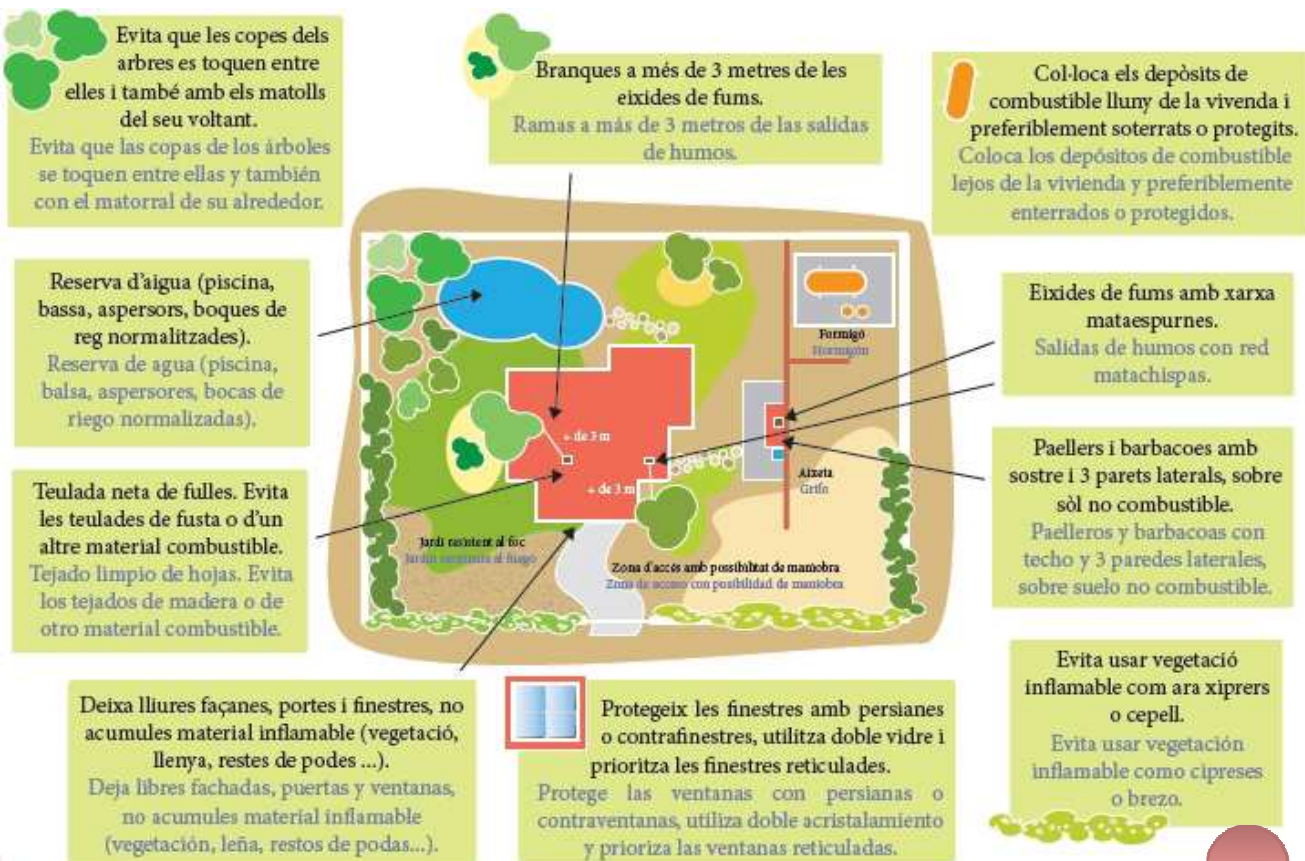 Evita que les copes dels
arbres es toquen entre
elles i també amb els matolls
del seu voltant.
Evita que las copas de los árboles
se toquen entre ellas y también
con el matorral de su alrededor.
Branques a més de 3 metres de les
eixides de fums.
Ramas a más de 3 metros de las salidas
de humos.
Col·loca els depòsits de
combustible lluny de la vivenda i
preferiblement soterrats o protegits.
Coloca los depósitos de combustible
lejos de la vivienda y preferiblemente
enterrados o protegidos.
Reserva d'aigua (piscina,
bassa, aspersors, boques de
reg normalitzades).
Reserva de agua (piscina,
balsa, aspersores, bocas de
riego normalizadas).
Eixides de fums amb xarxa
mataespurnes.
Salidas de humos con red
matachispas.
Formigó
Hormigón
+ de 3 m
+ de 3 m
Aixeta
Grifo
Jardí resistent al foc
Jardín resistente al fuego
Zona d'accés amb possibilitat de maniobra
Zona de acceso con posibilidad de maniobra
Teulada neta de fulles. Evita
les teulades de fusta o d'un
altre material combustible.
Tejado limpio de hojas. Evita
los tejados de madera o de
otro material combustible.
Paellers i barbacoes amb
sostre i 3 parets laterals, sobre
sòl no combustible.
Paelleros y barbacoas con
techo y 3 paredes laterales,
sobre suelo no combustible.
Deixa lliures façanes, portes i finestres, no
acumules material inflamable (vegetació,
llenya, restes de podes ...).
Deja libres fachadas, puertas y ventanas,
no acumules material inflamable
(vegetación, leña, restos de podas...).
Protegeix les finestres amb persianes
o contrafinestres, utilitza doble vidre i
prioritza les finestres reticulades.
Protege las ventanas con persianas o
contraventanas, utiliza doble acristalamiento
y prioriza las ventanas reticuladas.
Evita usar vegetació
inflamable com ara xiprers
o cepell.
Evita usar vegetación
inflamable como cipreses
o brezo.